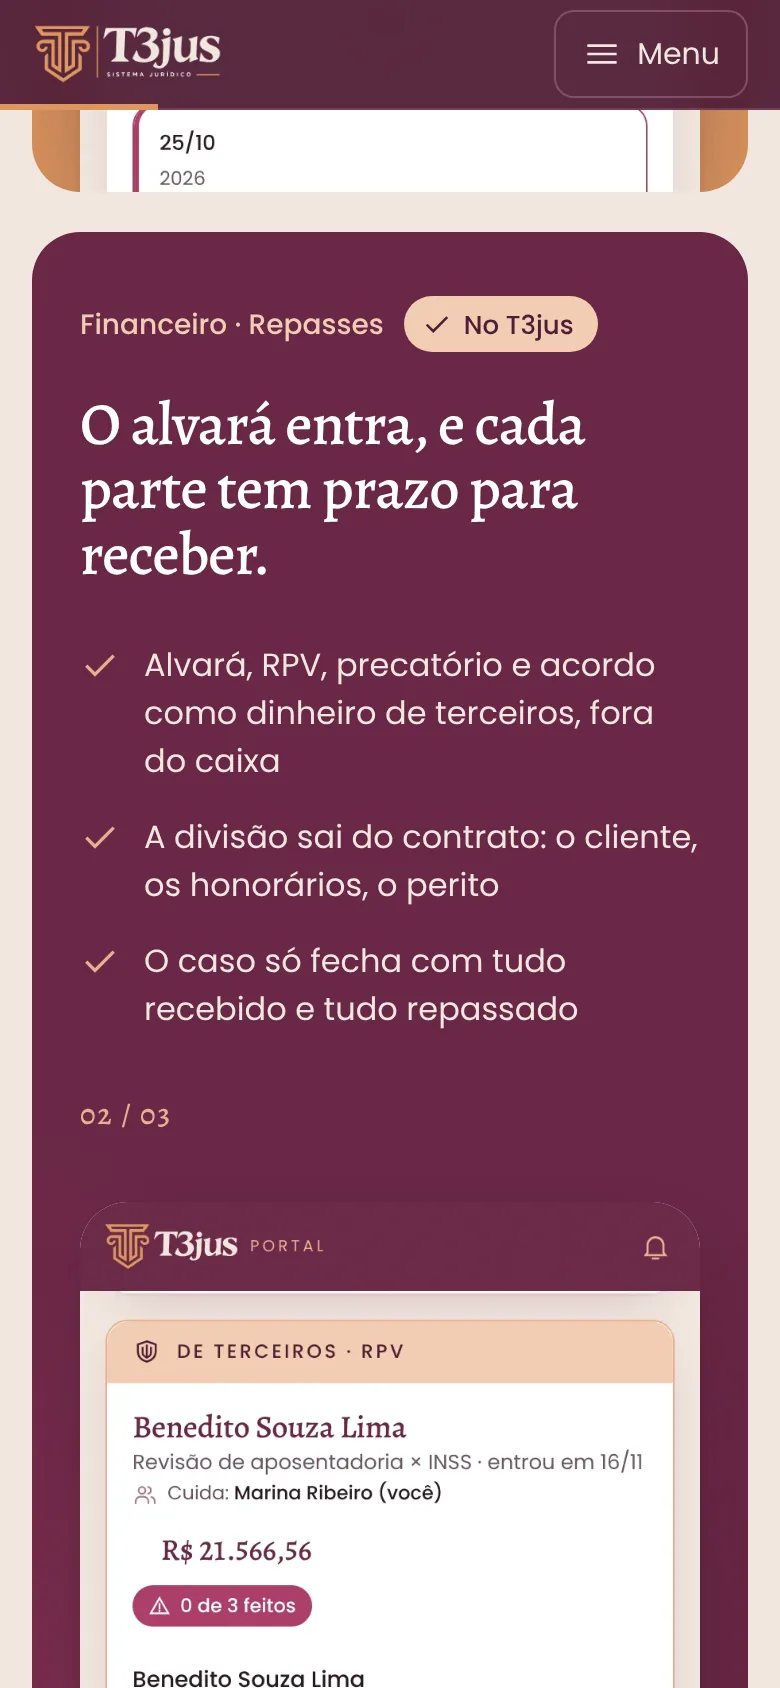 T3jus
SISTEMA JURÍDICO
Menu
25/10
2026
Financeiro · Repasses
No T3jus
O alvará entra, e cada
parte tem prazo para
receber.
Alvará, RPV, precatório e acordo
como dinheiro de terceiros, fora
do caixa
A divisão sai do contrato: o cliente,
os honorários, o perito
O caso só fecha com tudo
recebido e tudo repassado
02 / 03
T3jus PORTAL
DE TERCEIROS · RPV
Benedito Souza Lima
Revisão de aposentadoria × INSS · entrou em 16/11
Cuida: Marina Ribeiro (você)
R$ 21.566,56
0 de 3 feitos
Benedito Souza Lima